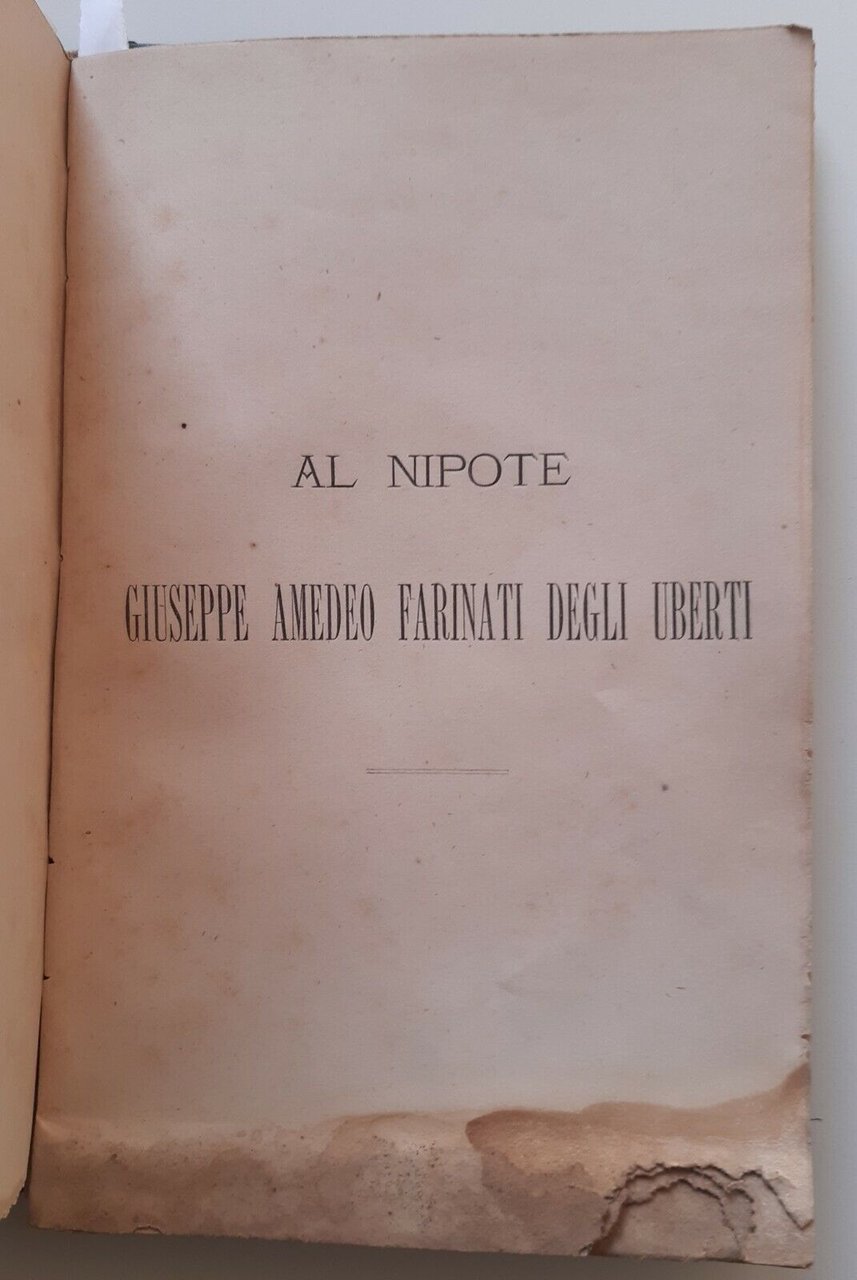 AL NIPOTE
GIUSEPPE AMEDEO FARINATI DEGLI UBERTI